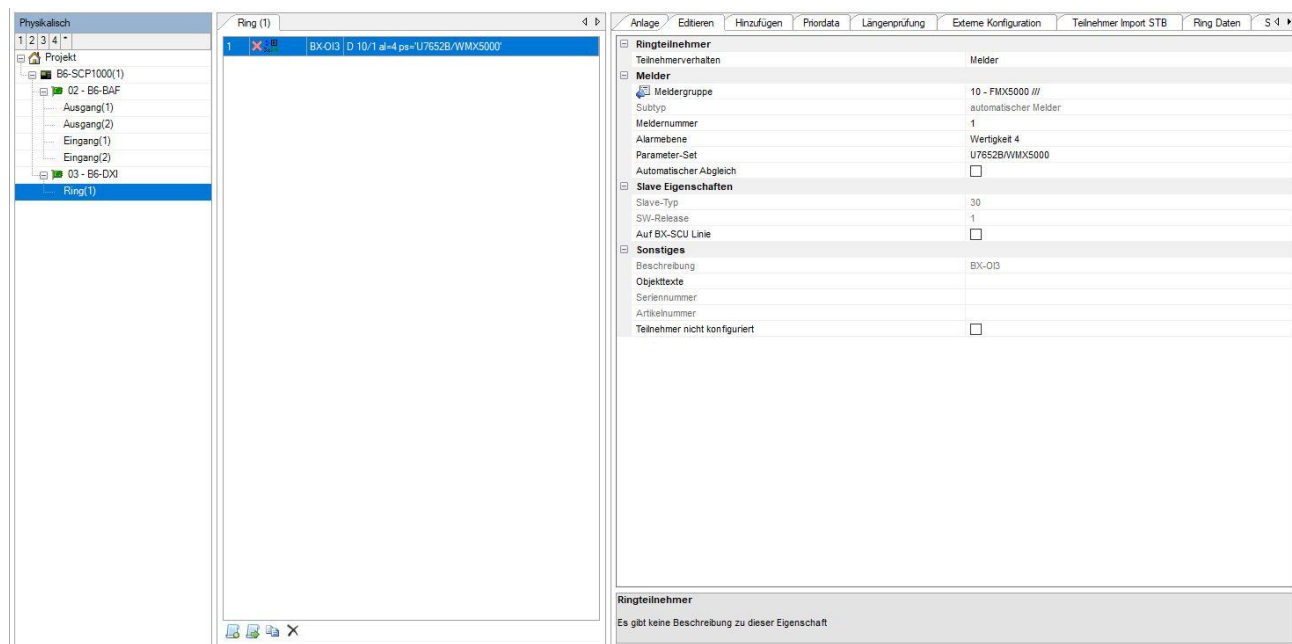 Physikalisch
1 2 3 4 *
Projekt
B6-SCP1000(1)
02 - B6-BAF
Ausgang(1)
Ausgang(2)
Eingang(1)
Eingang(2)
03 - B6-DXI
Ring(1)
Ring (1)
1 BX-OI3 D 10/1 al=4 ps='U7652B/WMX5000'
Anlage Editieren Hinzufügen Priordata Längenprüfung Externe Konfiguration Teilnehmer Import STB Ring Daten S
Ringteilnehmer
Teilnehmerverhalten Melder
Melder
Meldergruppe 10 - FMX5000 ///
Subtyp automatischer Melder
Meldernummer 1
Alarmebene Wertigkeit 4
Parameter-Set U7652B/WMX5000
Automatischer Abgleich
Slave Eigenschaften
Slave-Typ 30
SW-Release 1
Auf BX-SCU Linie
Sonstiges
Beschreibung BX-OI3
Objekttexte
Seriennummer
Artikelnummer
Teilnehmer nicht konfiguriert
Ringteilnehmer
Es gibt keine Beschreibung zu dieser Eigenschaft